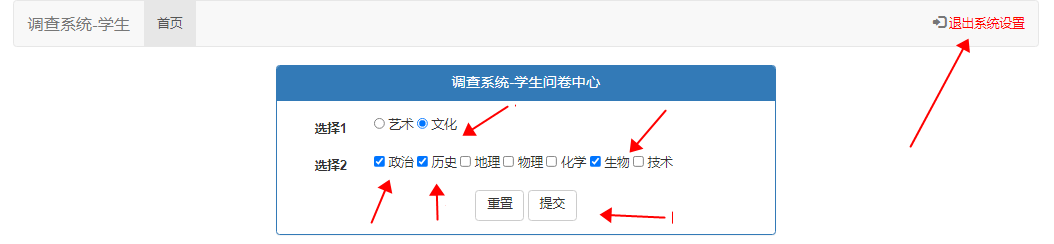 调查系统-学生 首页 退出系统设置
调查系统-学生问卷中心
选择1 艺术 文化
选择2 政治 历史 地理 物理 化学 生物 技术
重置 提交